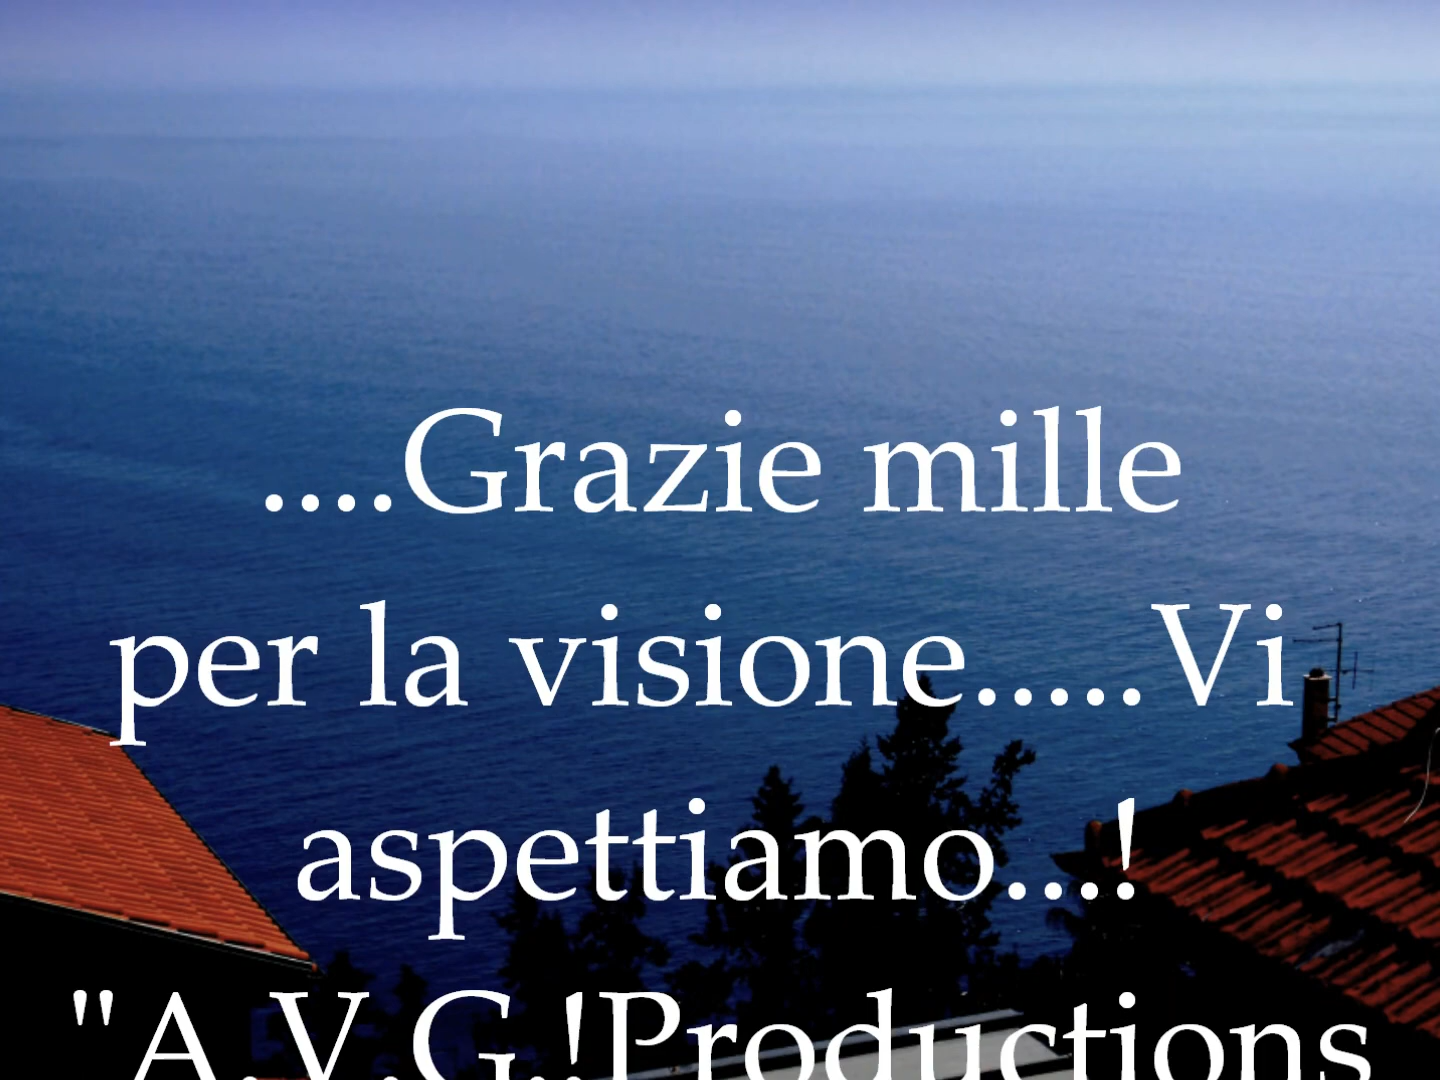 ....Grazie mille
per la visione.....Vi
aspettiamo...!
"A.V.G.!Productions